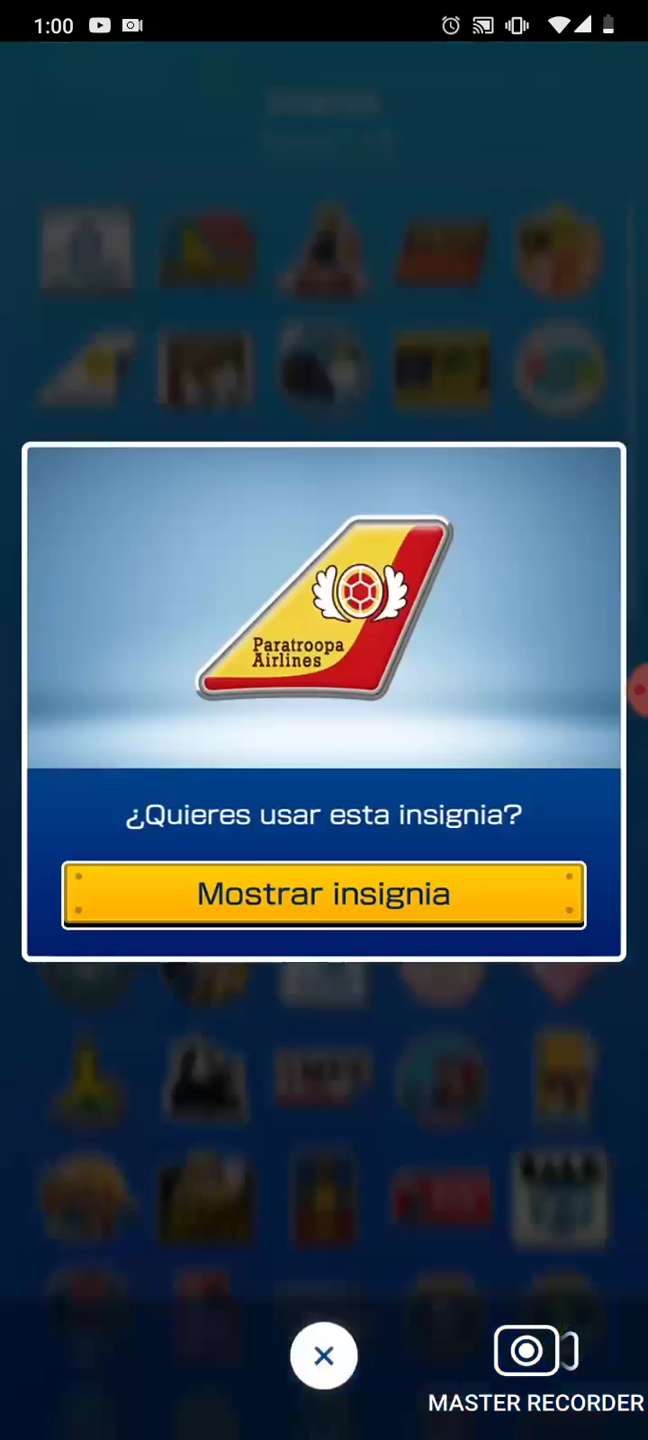 1:00
Paratroopa
Airlines
¿Quieres usar esta insignia?
Mostrar insignia
MASTER RECORDER